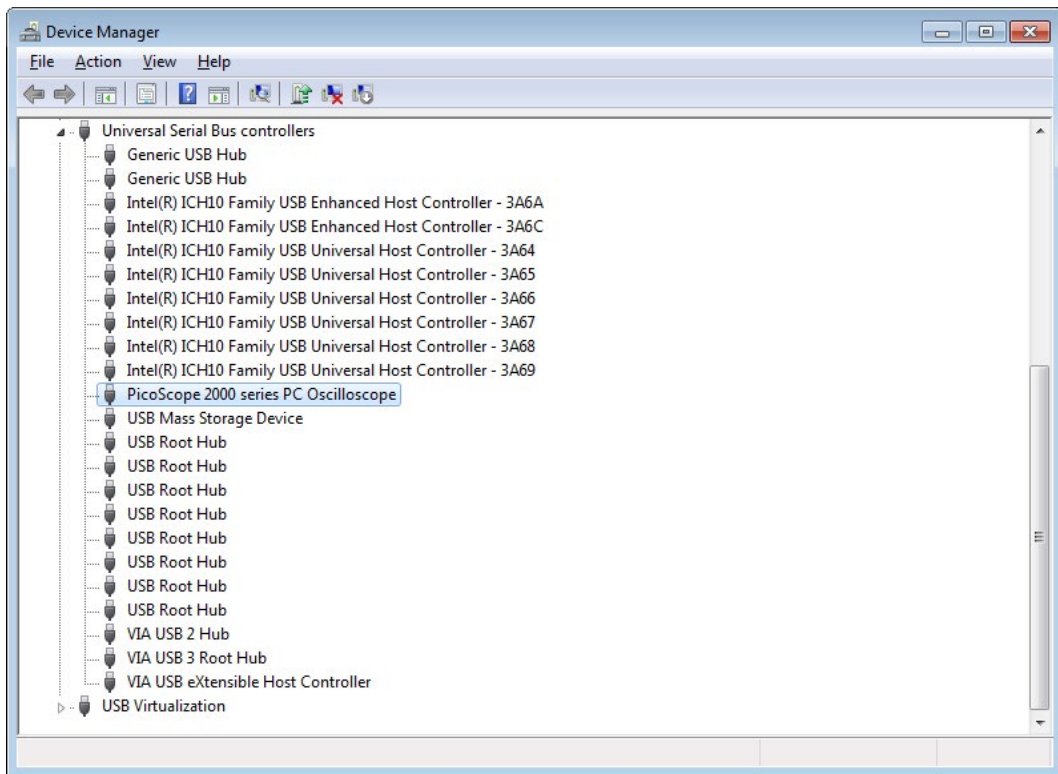 Device Manager
File Action View Help
Universal Serial Bus controllers
Generic USB Hub
Generic USB Hub
Intel(R) ICH10 Family USB Enhanced Host Controller - 3A6A
Intel(R) ICH10 Family USB Enhanced Host Controller - 3A6C
Intel(R) ICH10 Family USB Universal Host Controller - 3A64
Intel(R) ICH10 Family USB Universal Host Controller - 3A65
Intel(R) ICH10 Family USB Universal Host Controller - 3A66
Intel(R) ICH10 Family USB Universal Host Controller - 3A67
Intel(R) ICH10 Family USB Universal Host Controller - 3A68
Intel(R) ICH10 Family USB Universal Host Controller - 3A69
PicoScope 2000 series PC Oscilloscope
USB Mass Storage Device
USB Root Hub
USB Root Hub
USB Root Hub
USB Root Hub
USB Root Hub
USB Root Hub
USB Root Hub
USB Root Hub
VIA USB 2 Hub
VIA USB 3 Root Hub
VIA USB eXtensible Host Controller
USB Virtualization